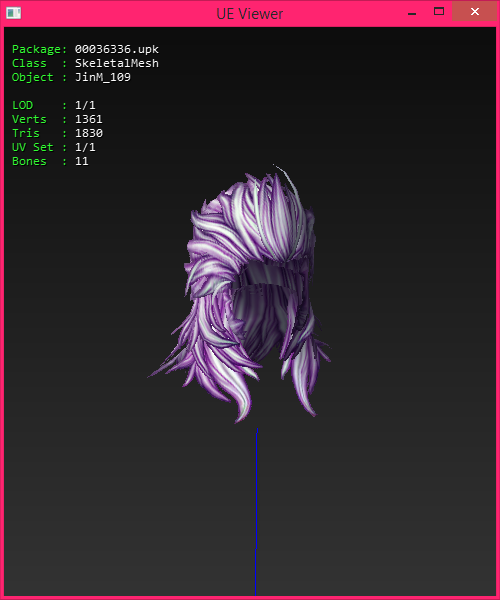 UE Viewer
Package: 00036336.upk
Class : SkeletalMesh
Object : JinM_109
LOD : 1/1
Verts : 1361
Tris : 1830
UV Set : 1/1
Bones : 11